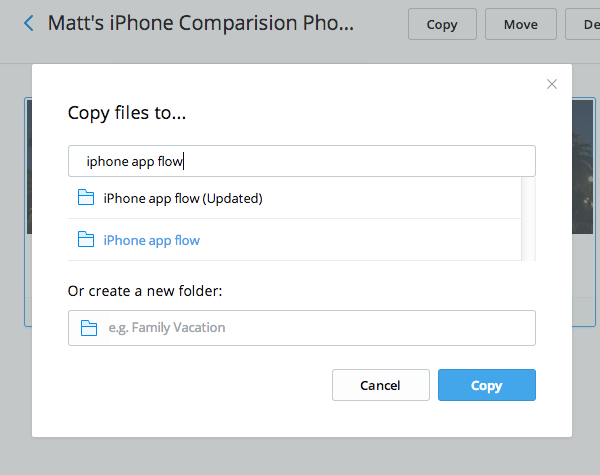 Matt's iPhone Comparision Pho...
Copy
Move
De
Copy files to...
iphone app flow
iPhone app flow (Updated)
iPhone app flow
Or create a new folder:
e.g. Family Vacation
Cancel
Copy